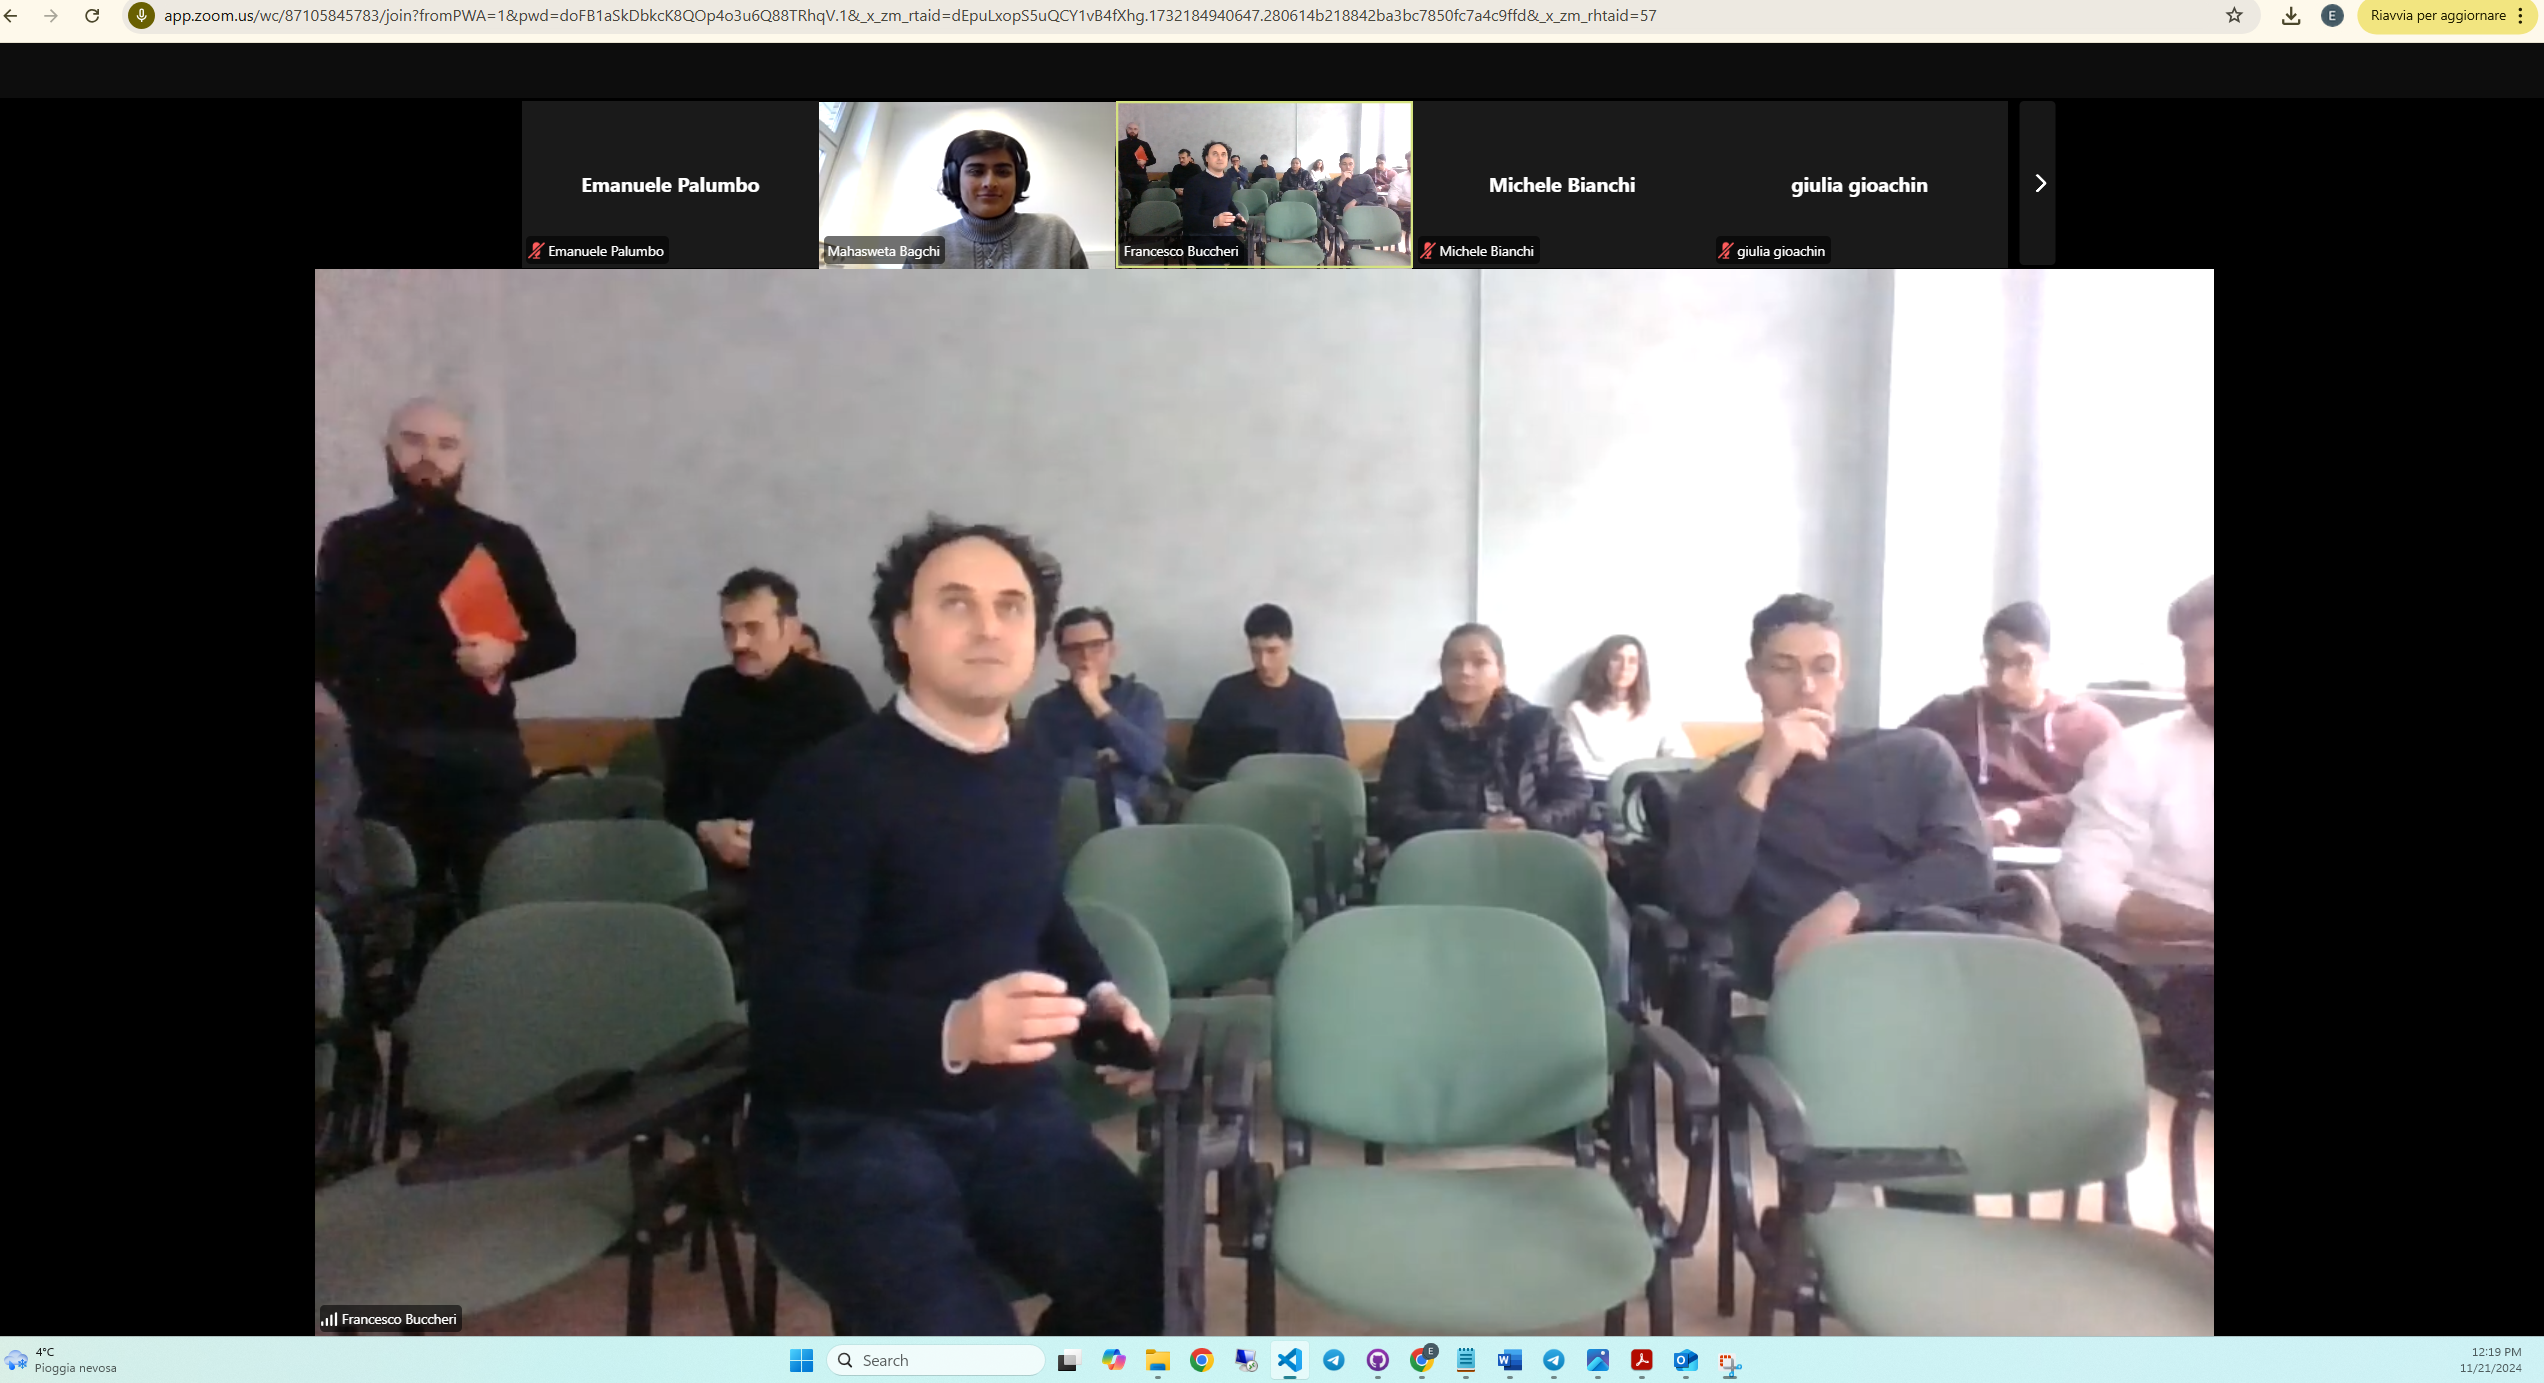 app.zoom.us/wc/87105845783/join?fromPWA=1&pwd=doFB1aSkDbkcK8QOp4o3u6Q88TRhqV.1&_x_zm_rtaid=dEpuLxopS5uQCY1vB4fXhg.1732184940647.280614b218842ba3bc7850fc7a4c9ffd&_x_zm_rhtaid=57
E
Riavvia per aggiornare
Emanuele Palumbo
Michele Bianchi
giulia gioachin
Emanuele Palumbo
Mahasweta Bagchi
Francesco Buccheri
Michele Bianchi
giulia gioachin
Francesco Buccheri
4°C
Pioggia nevosa
Search
E
12:19 PM
11/21/2024